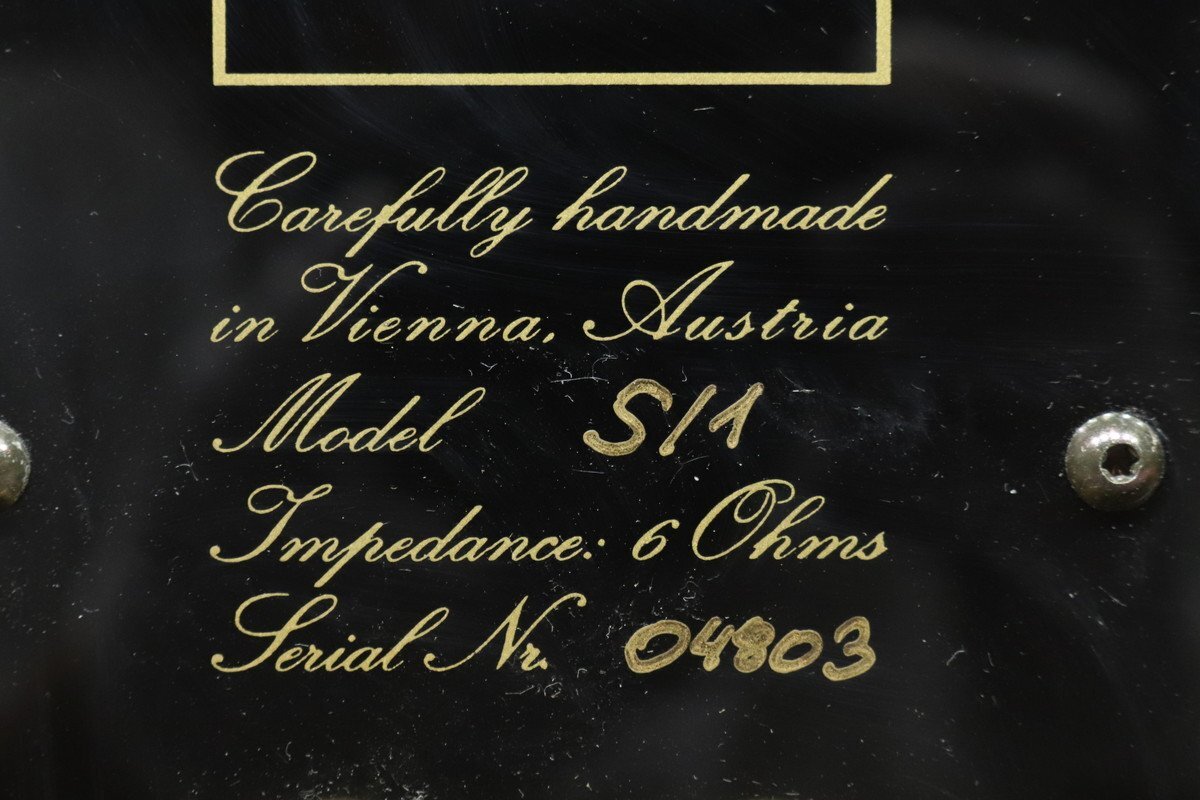 Carefully handmade
in Vienna, Austria
Model S/1
Impedance: 6 Ohms
Serial Nr. 04803